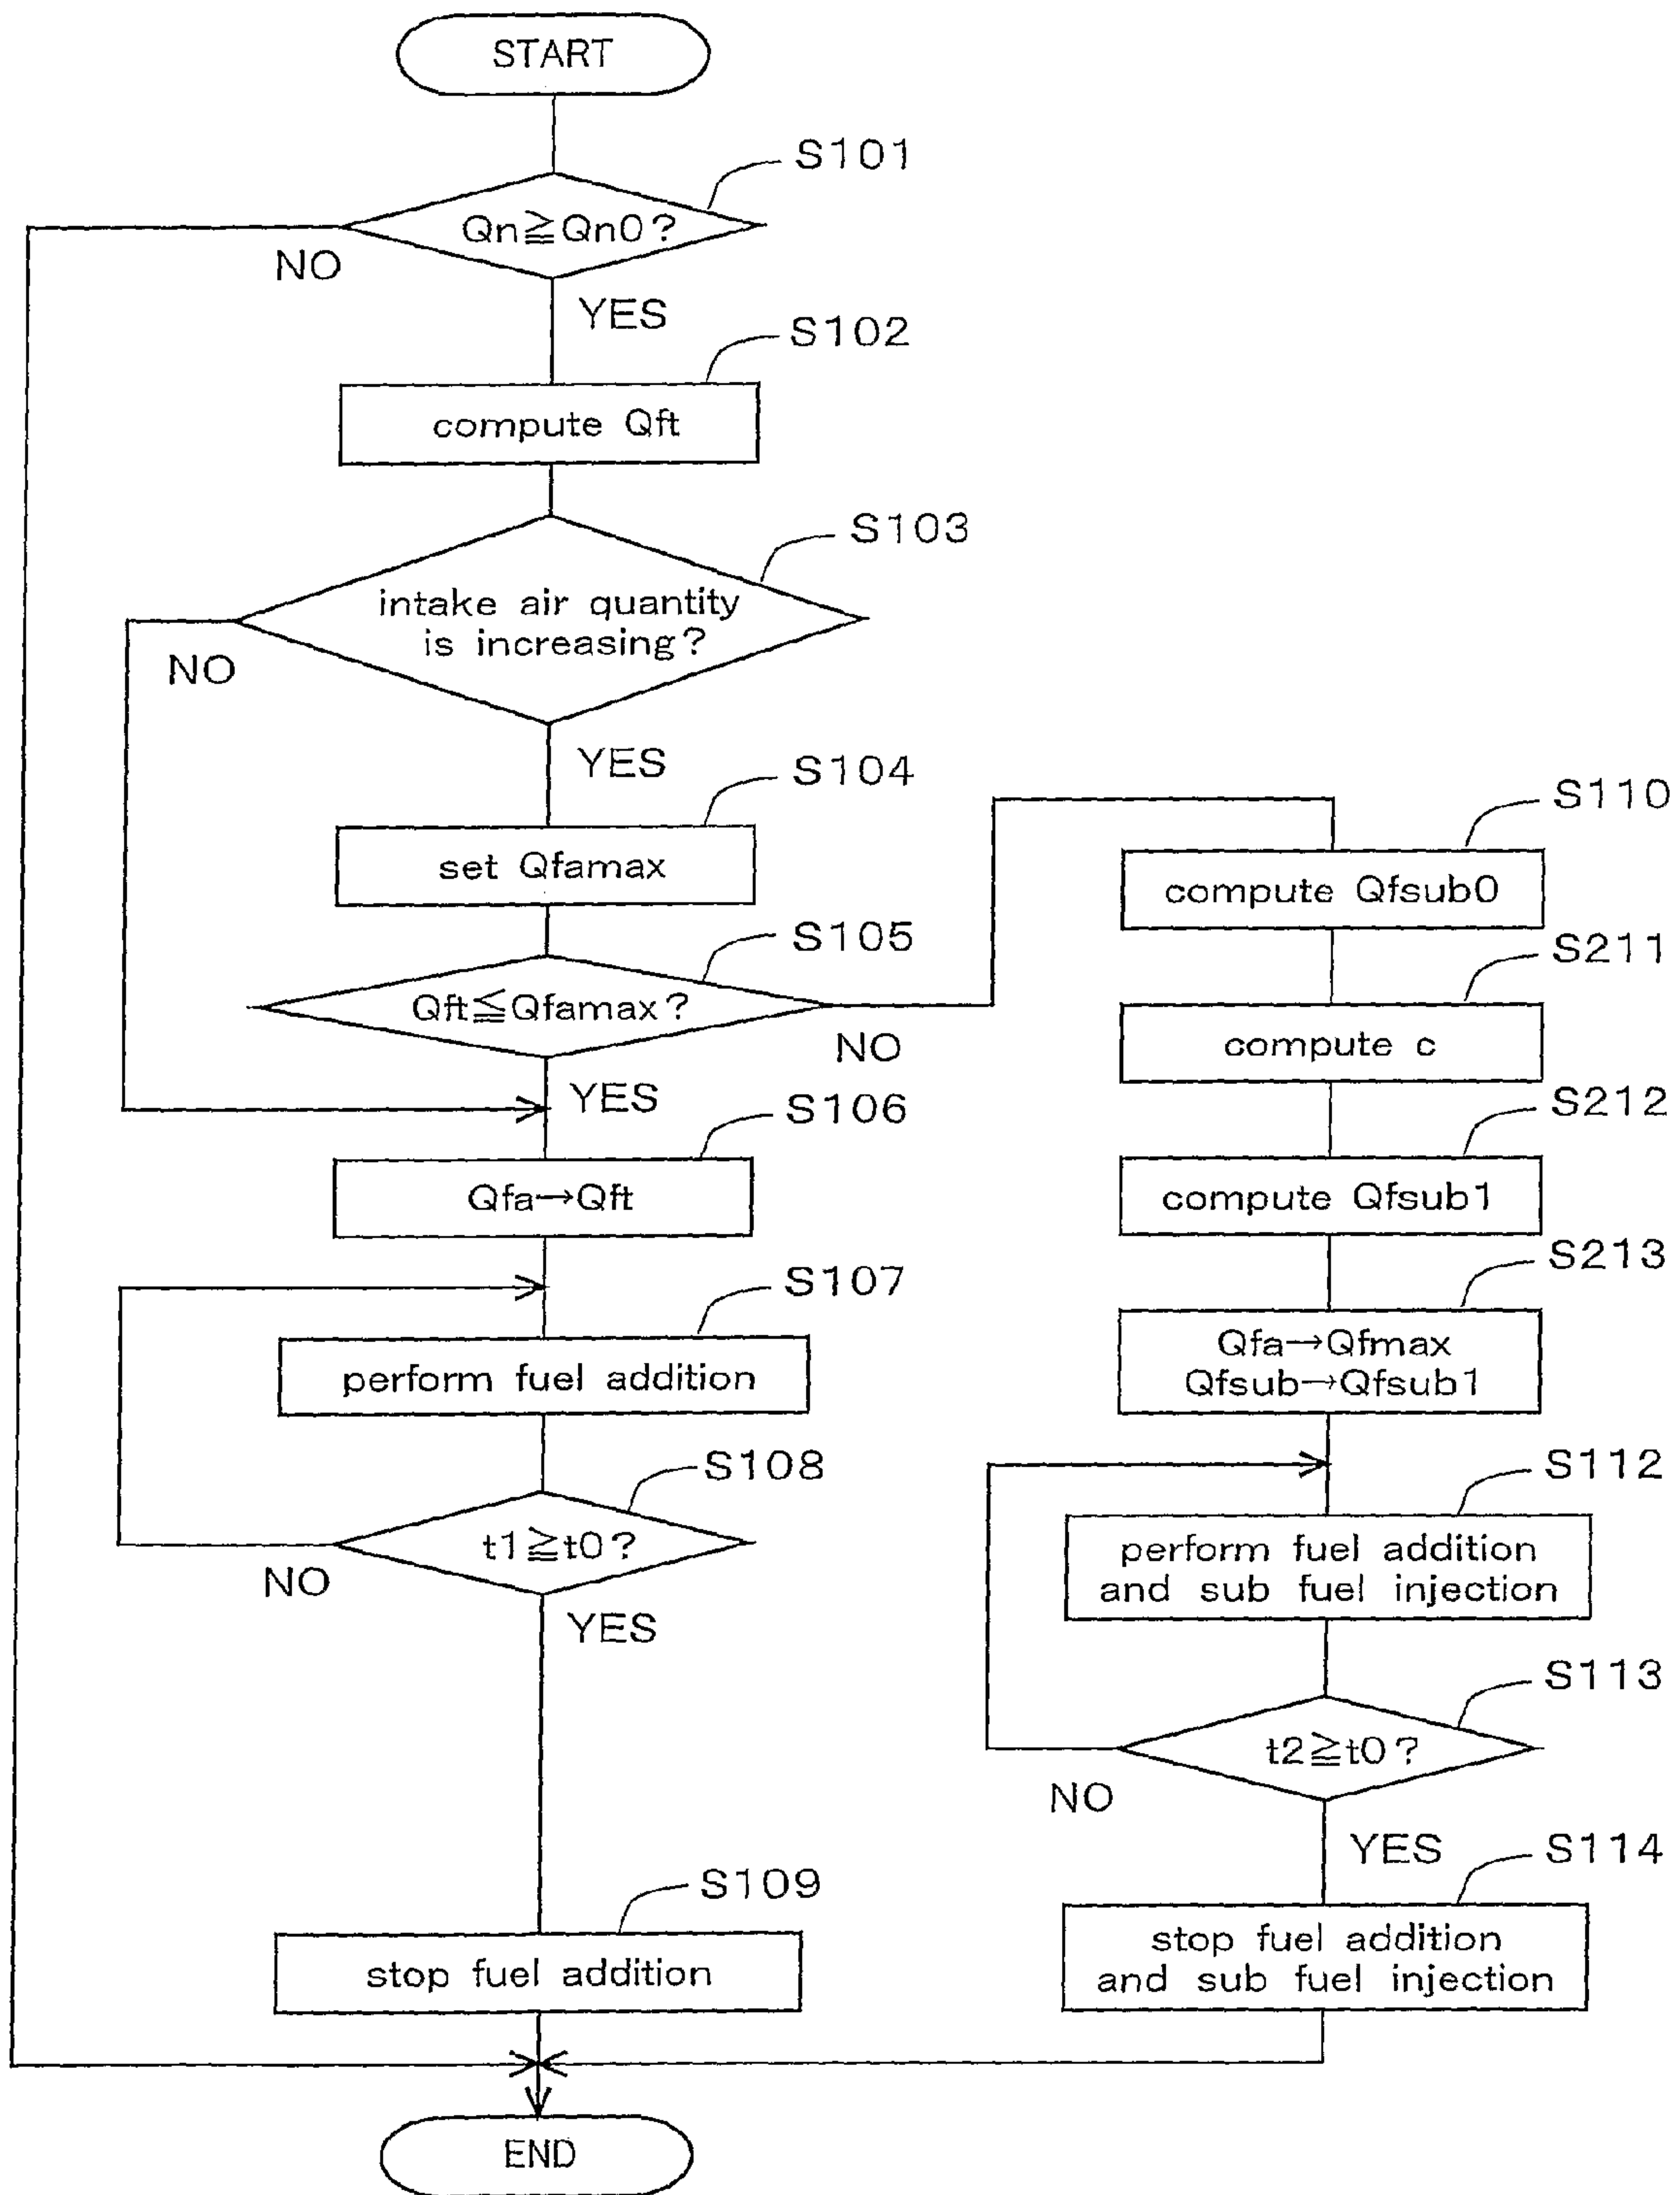 START
S101
Qn≧Qn0?
NO
YES
S102
compute Qft
S103
intake air quantity
is increasing?
NO
YES
S104
set Qfamax
S105
Qft≦Qfamax?
NO
YES
S106
Qfa→Qft
S107
perform fuel addition
S108
t1≧t0?
NO
YES
S109
stop fuel addition
S110
compute Qfsub0
S211
compute c
S212
compute Qfsub1
S213
Qfa→Qfmax
Qfsub→Qfsub1
S112
perform fuel addition
and sub fuel injection
S113
t2≧t0?
NO
YES
S114
stop fuel addition
and sub fuel injection
END